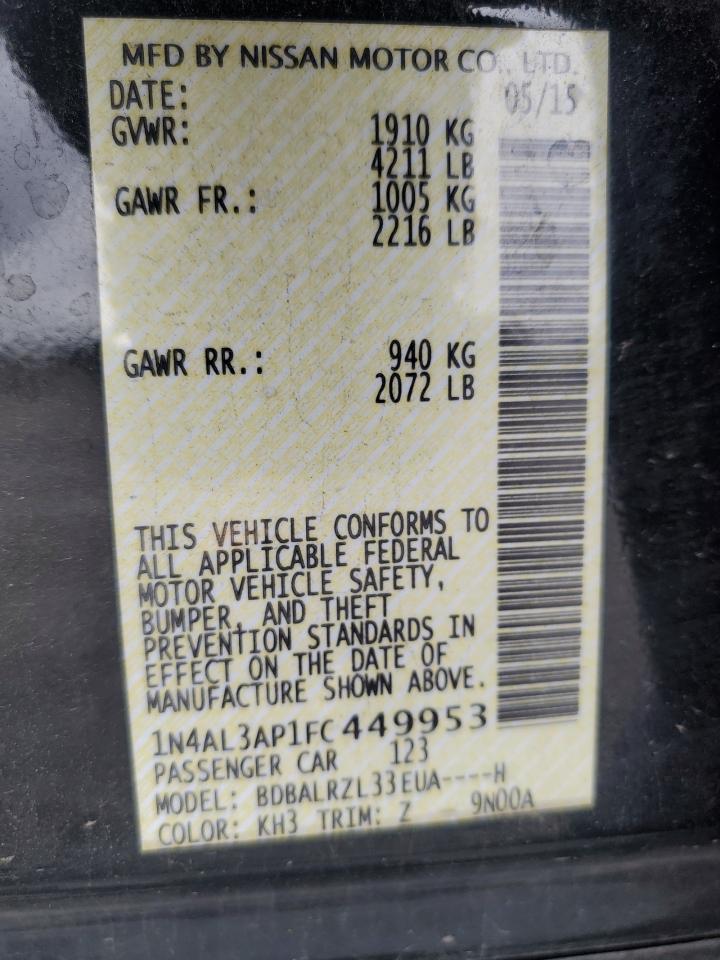 MFD BY NISSAN MOTOR CO., LTD.
DATE: 05/15
GVWR: 1910 KG
4211 LB
GAWR FR.: 1005 KG
2216 LB
GAWR RR.: 940 KG
2072 LB
THIS VEHICLE CONFORMS TO
ALL APPLICABLE FEDERAL
MOTOR VEHICLE SAFETY,
BUMPER, AND THEFT
PREVENTION STANDARDS IN
EFFECT ON THE DATE OF
MANUFACTURE SHOWN ABOVE.
1N4AL3AP1FC449953
PASSENGER CAR 123
MODEL: BDBALRZL33EUA----H
COLOR: KH3 TRIM: Z 9N00A